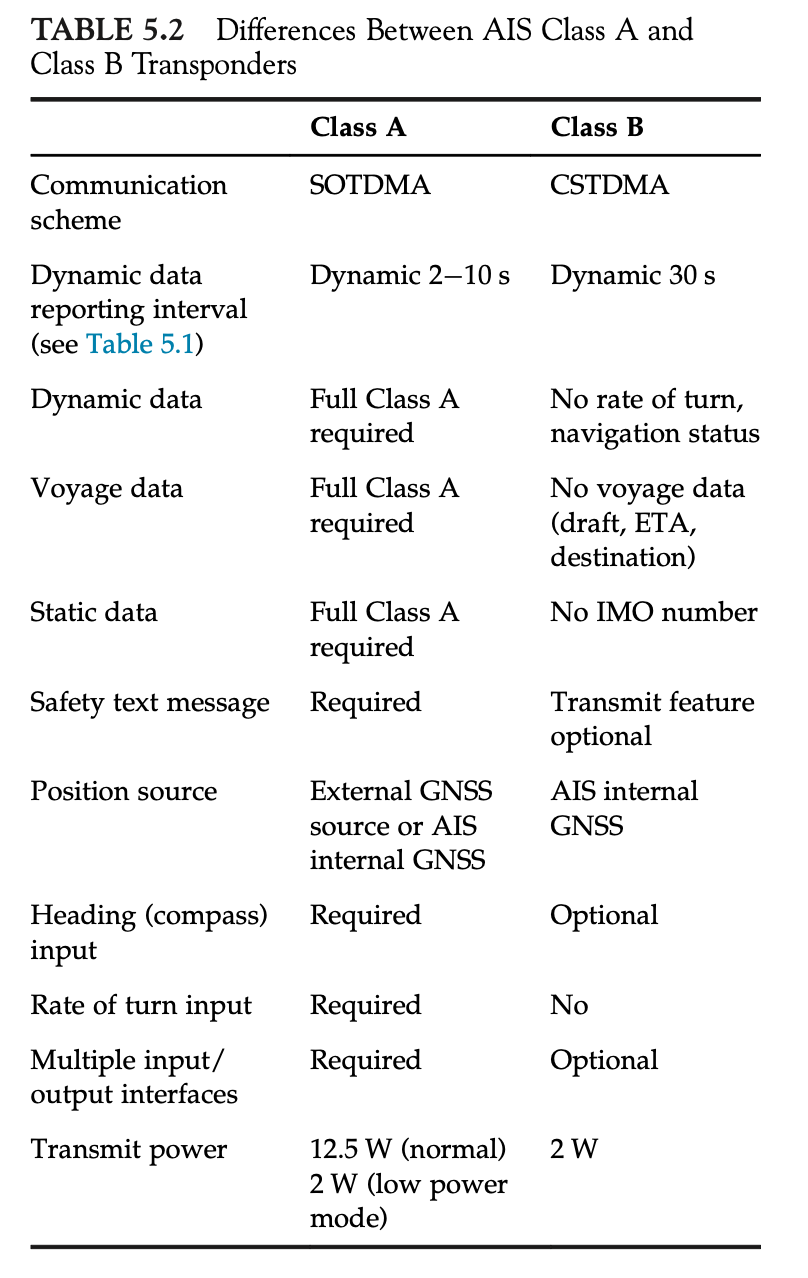 TABLE 5.2 Differences Between AIS Class A and
Class B Transponders
Class A Class B
Communication SOTDMA CSTDMA
scheme
Dynamic data Dynamic 2–10 s Dynamic 30 s
reporting interval
(see Table 5.1)
Dynamic data Full Class A No rate of turn,
required navigation status
Voyage data Full Class A No voyage data
required (draft, ETA,
destination)
Static data Full Class A No IMO number
required
Safety text message Required Transmit feature
optional
Position source External GNSS AIS internal
source or AIS GNSS
internal GNSS
Heading (compass) Required Optional
input
Rate of turn input Required No
Multiple input/ Required Optional
output interfaces
Transmit power 12.5 W (normal) 2 W
2 W (low power
mode)